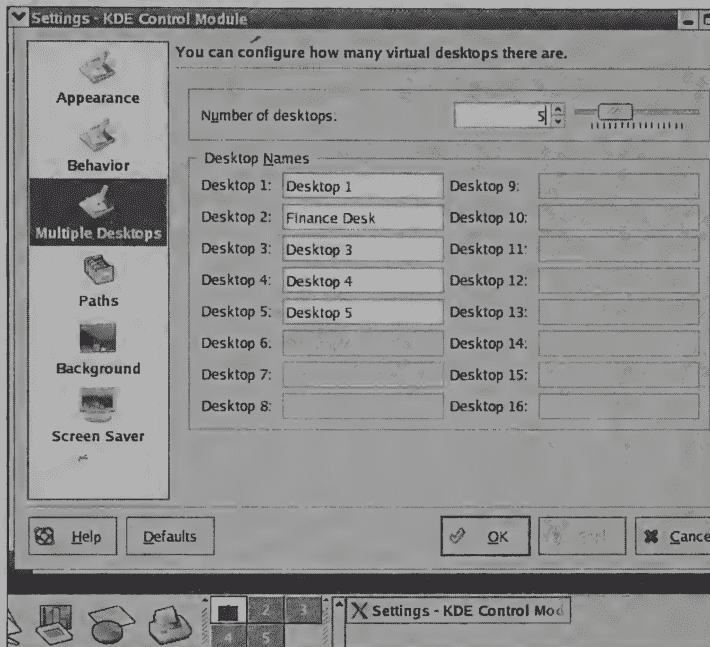 Settings - KDE Control Module
You can configure how many virtual desktops there are.
Appearance
Behavior
Multiple Desktops
Paths
Background
Screen Saver
Number of desktops.
5
Desktop Names
Desktop 1: Desktop 1
Desktop 2: Finance Desk
Desktop 3: Desktop 3
Desktop 4: Desktop 4
Desktop 5: Desktop 5
Desktop 6.
Desktop 7:
Desktop 8:
Desktop 9:
Desktop 10:
Desktop 11:
Desktop 12:
Desktop 13:
Desktop 14:
Desktop 15:
Desktop 16:
Help
Defaults
OK
Cance
2
3
4
5
Settings - KDE Control Mod